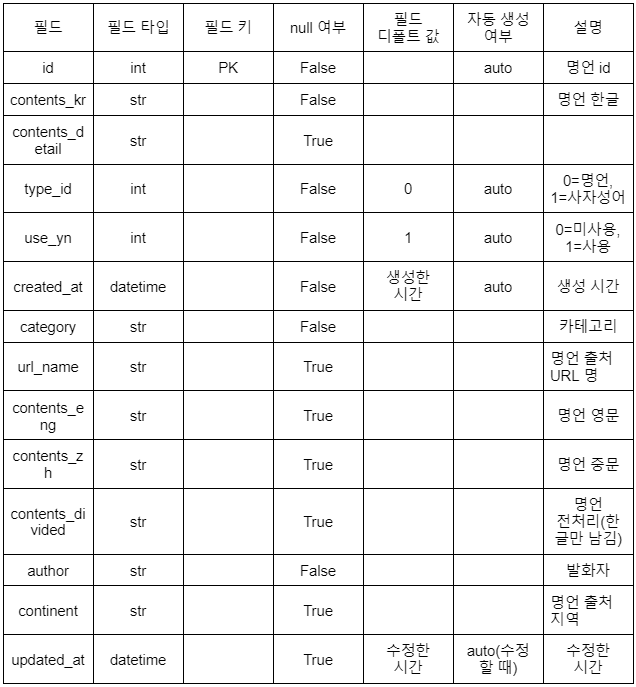 필드 필드 타입 필드 키 null 여부 필드 디폴트 값 자동 생성 여부 설명
id int PK False auto 명언 id
contents_kr str False 명언 한글
contents_d
etail str True
type_id int False 0 auto 0=명언,
1=사자성어
use_yn int False 1 auto 0=미사용,
1=사용
created_at datetime False 생성한
시간 auto 생성 시간
category str False 카테고리
url_name str True 명언 출처
URL 명
contents_e
ng str True 명언 영문
contents_z
h str True 명언 중문
contents_di
vided str True 명언
전처리(한
글만 남김)
author str False 발화자
continent str True 명언 출처
지역
updated_at datetime True 수정한
시간 auto(수정
할 때) 수정한
시간